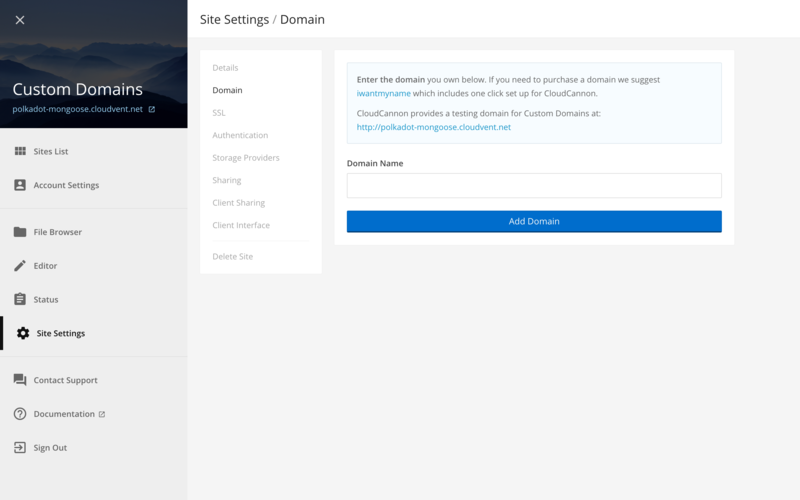 Custom Domains
polkadot-mongoose.cloudvent.net
Sites List
Account Settings
File Browser
Editor
Status
Site Settings
Contact Support
Documentation
Sign Out
Site Settings / Domain
Details
Domain
SSL
Authentication
Storage Providers
Sharing
Client Sharing
Client Interface
Delete Site
Enter the domain you own below. If you need to purchase a domain we suggest
iwantmyname which includes one click set up for CloudCannon.
CloudCannon provides a testing domain for Custom Domains at:
http://polkadot-mongoose.cloudvent.net
Domain Name
Add Domain